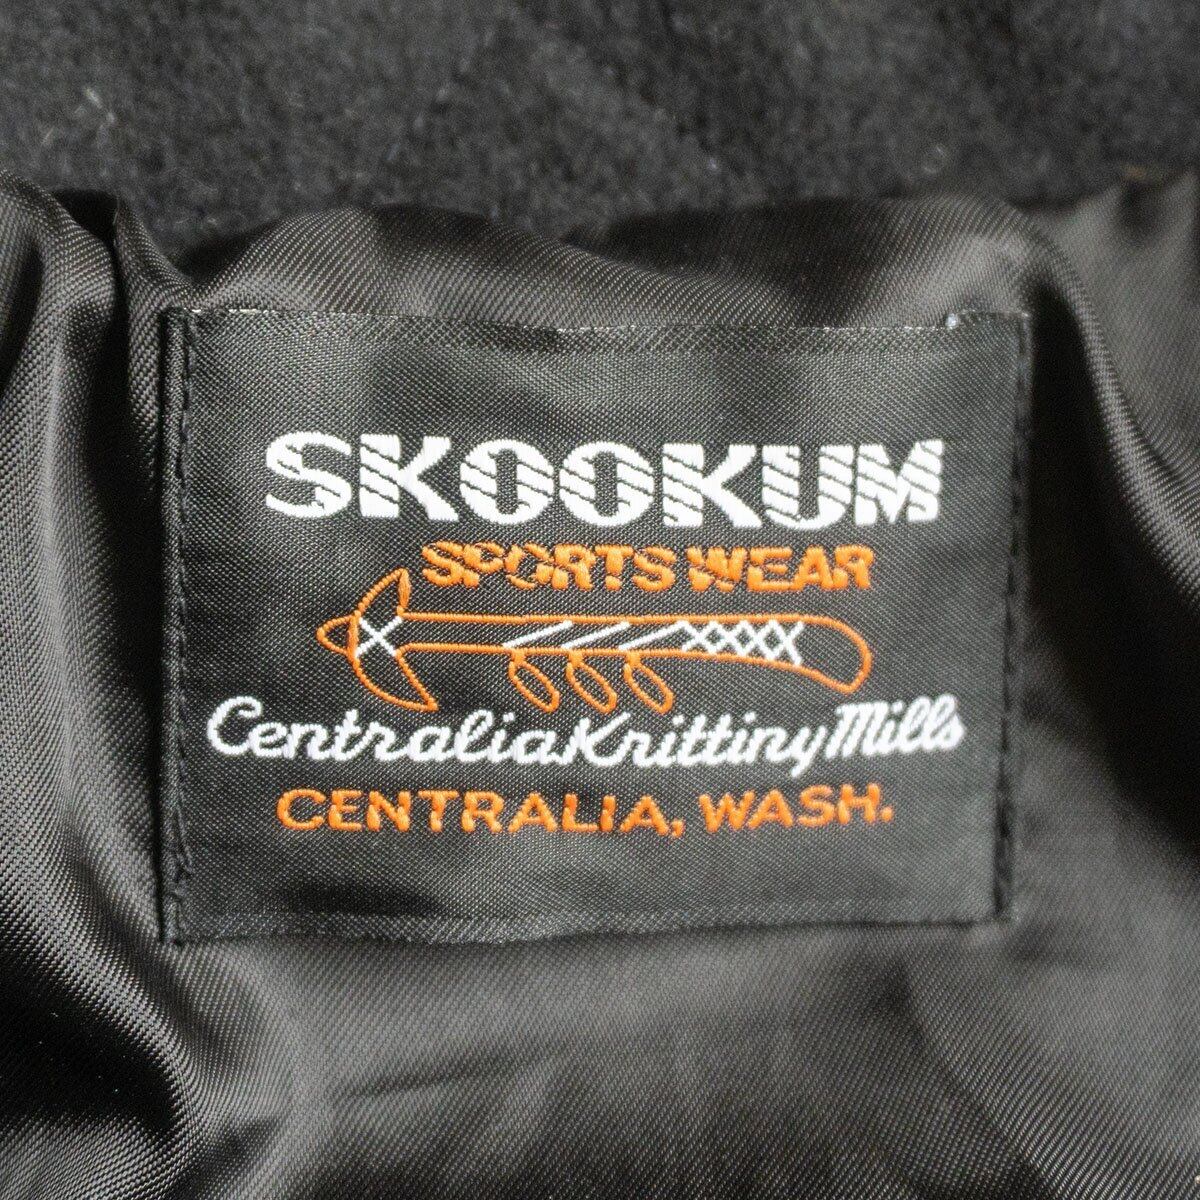 SKOOKUM
SPORTS WEAR
Centralia Knitting Mills
CENTRALIA, WASH.